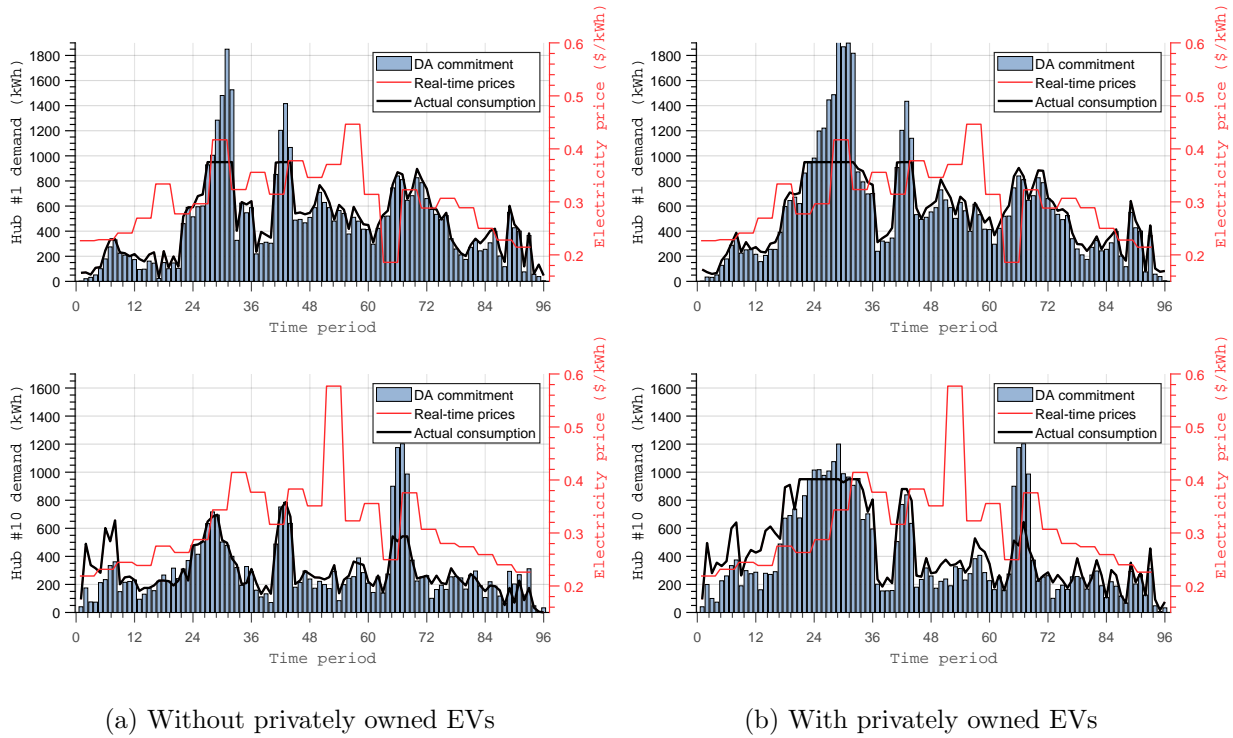 Hub #1 demand (kWh)
1800
1600
1400
1200
1000
800
600
400
200
0
0 12 24 36 48 60 72 84 96
Time period
0.6
0.5
0.4
0.3
0.2
Electricity price ($/kWh)
DA commitment
Real-time prices
Actual consumption
Hub #1 demand (kWh)
1800
1600
1400
1200
1000
800
600
400
200
0
0 12 24 36 48 60 72 84 96
Time period
0.6
0.5
0.4
0.3
0.2
Electricity price ($/kWh)
DA commitment
Real-time prices
Actual consumption
Hub #10 demand (kWh)
1600
1400
1200
1000
800
600
400
200
0
0 12 24 36 48 60 72 84 96
Time period
0.6
0.5
0.4
0.3
0.2
Electricity price ($/kWh)
DA commitment
Real-time prices
Actual consumption
Hub #10 demand (kWh)
1600
1400
1200
1000
800
600
400
200
0
0 12 24 36 48 60 72 84 96
Time period
0.6
0.5
0.4
0.3
0.2
Electricity price ($/kWh)
DA commitment
Real-time prices
Actual consumption
(a) Without privately owned EVs
(b) With privately owned EVs